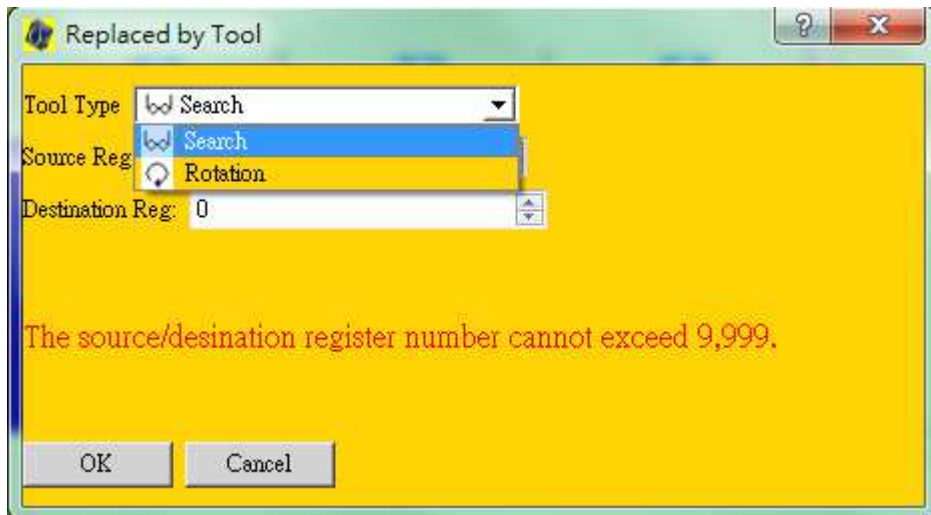 Replaced by Tool
Tool Type Search
Search
Source Reg
Rotation
Destination Reg: 0
The source/desination register number cannot exceed 9,999.
OK Cancel